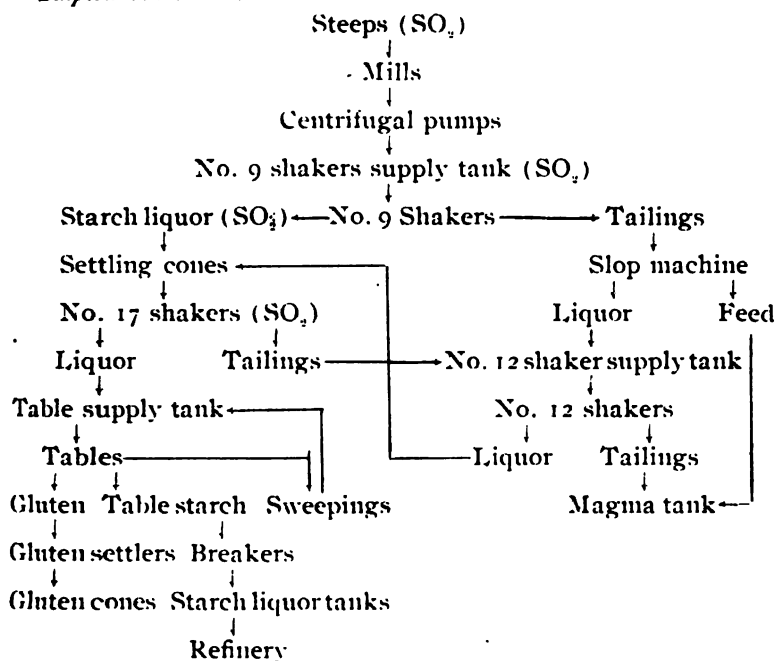 Steeps (SO₂)
Mills
Centrifugal pumps
No. 9 shakers supply tank (SO₂)
Starch liquor (SO₂) No. 9 Shakers Tailings
Settling cones Slop machine
No. 17 shakers (SO₂) Liquor Feed
Liquor Tailings No. 12 shaker supply tank
Table supply tank No. 12 shakers
Tables Liquor Tailings
Gluten Table starch Sweepings Magma tank
Gluten settlers Breakers
Gluten cones Starch liquor tanks
Refinery